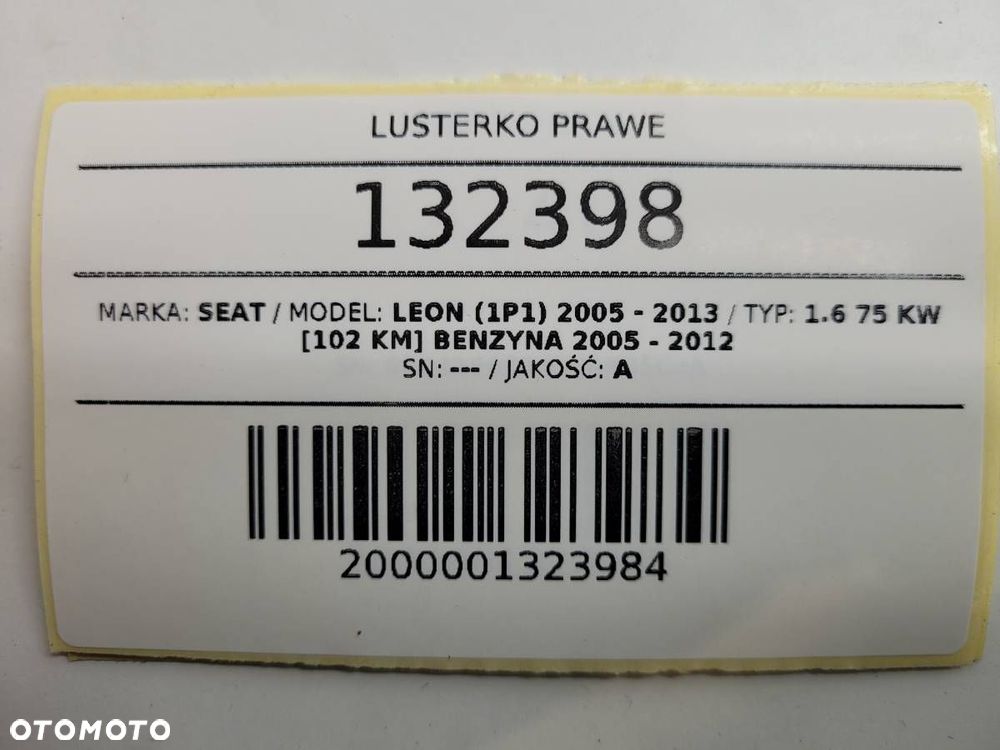 LUSTERKO PRAWE
132398
MARKA: SEAT / MODEL: LEON (1P1) 2005 - 2013 / TYP: 1.6 75 KW
[102 KM] BENZYNA 2005 - 2012
SN: --- / JAKOŚĆ: A
2000001323984
OTOMOTO